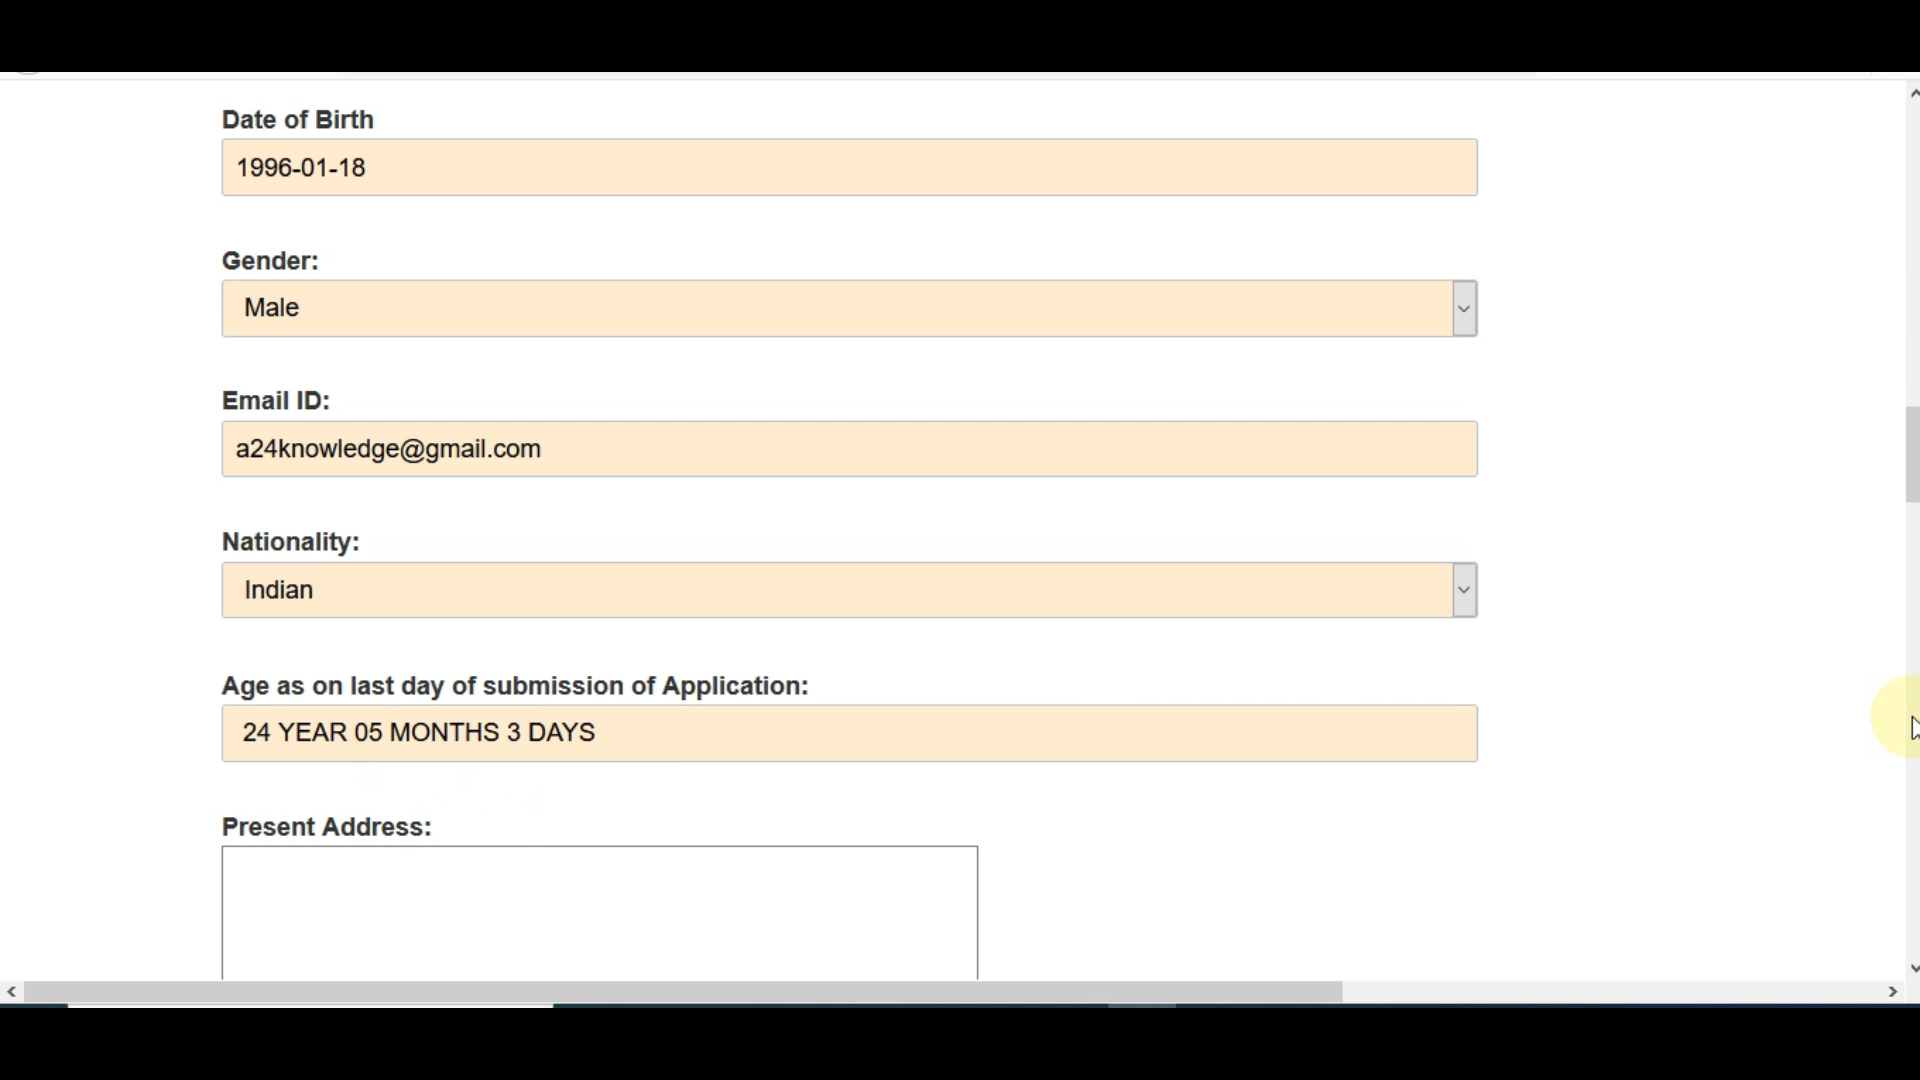 Date of Birth
1996-01-18
Gender:
Male
Email ID:
a24knowledge@gmail.com
Nationality:
Indian
Age as on last day of submission of Application:
24 YEAR 05 MONTHS 3 DAYS
Present Address: